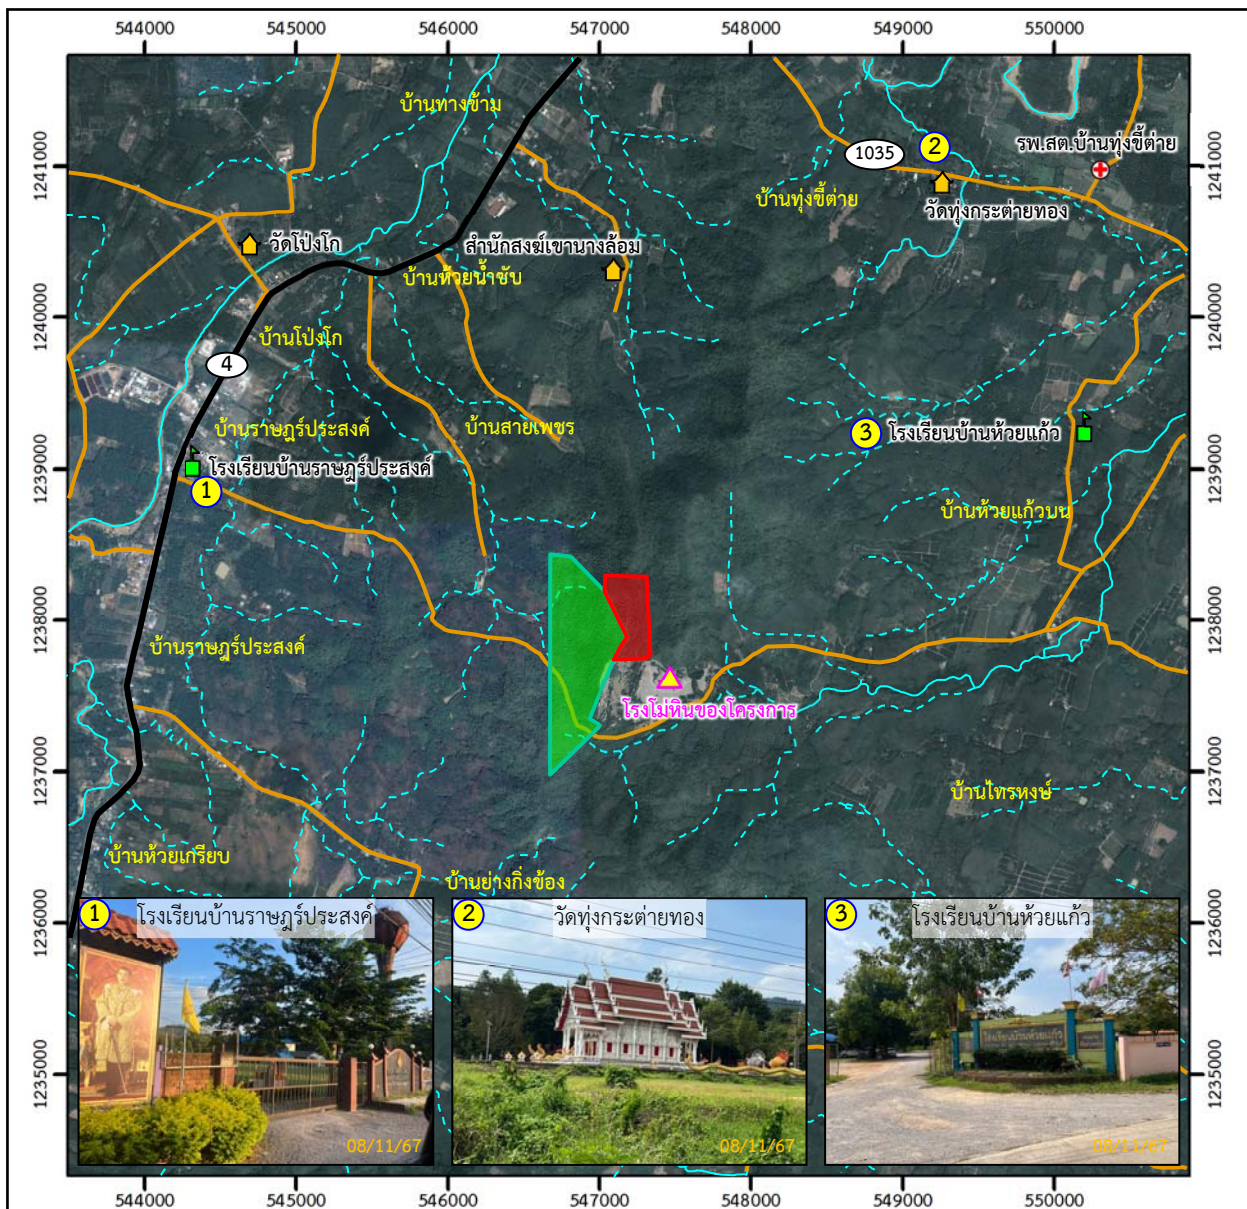 544000 545000 546000 547000 548000 549000 550000
1241000
1240000
1239000
1238000
1237000
1236000
1235000
บ้านทางข้าม
1035
2
รพ.สต.บ้านทุ่งขี้ต่าย
บ้านทุ่งขี้ต่าย
วัดทุ่งกระต่ายทอง
วัดโป่งโก
สำนักสงฆ์เขานางล้อม
บ้านห้วยน้ำซับ
บ้านโป่งโก
4
บ้านราษฎร์ประสงค์
บ้านสายเพชร
3
โรงเรียนบ้านห้วยแก้ว
โรงเรียนบ้านราษฎร์ประสงค์
1
บ้านห้วยแก้วบน
บ้านราษฎร์ประสงค์
โรงโม่หินของโครงการ
บ้านไทรหงษ์
บ้านห้วยเกรียบ
บ้านย่างกิ่งข้อง
1 โรงเรียนบ้านราษฎร์ประสงค์
08/11/67
2 วัดทุ่งกระต่ายทอง
08/11/67
3 โรงเรียนบ้านห้วยแก้ว
โรงเรียนบ้านห้วยแก้ว
08/11/67
1241000
1240000
1239000
1238000
1237000
1236000
1235000
544000 545000 546000 547000 548000 549000 550000